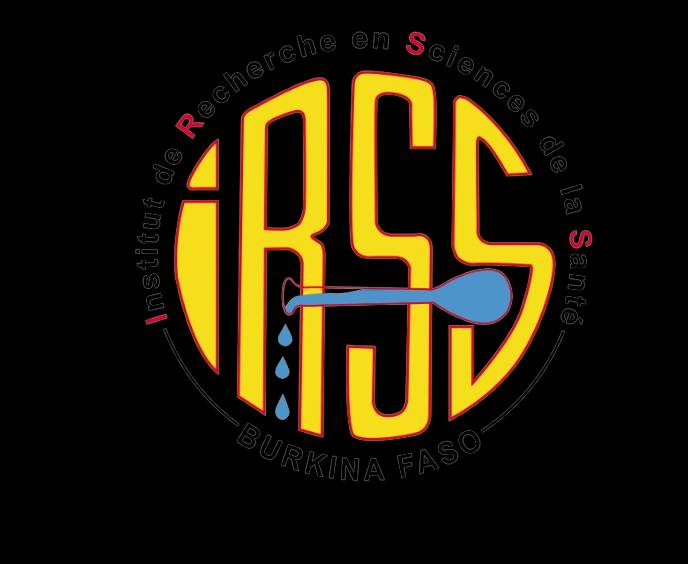 Institut de Recherche en Sciences de la Santé
iRSS
BURKINA FASO